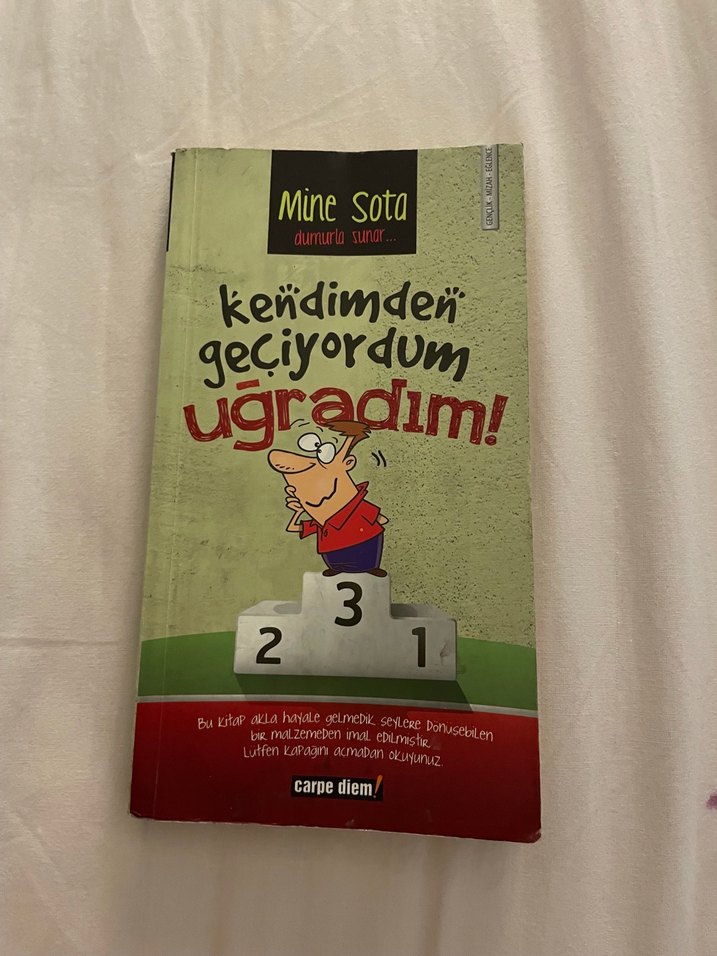 Mine Sota
dumurla sunar...
GENÇLİK - MİZAH - EĞLENCE
kendimden
geçiyordum
uğradım!
2
3
1
Bu kitap akla hayale gelmedik şeylere dönüşebilen
bir malzemeden imal edilmiştir.
Lütfen kapağını açmadan okuyunuz.
carpe diem!